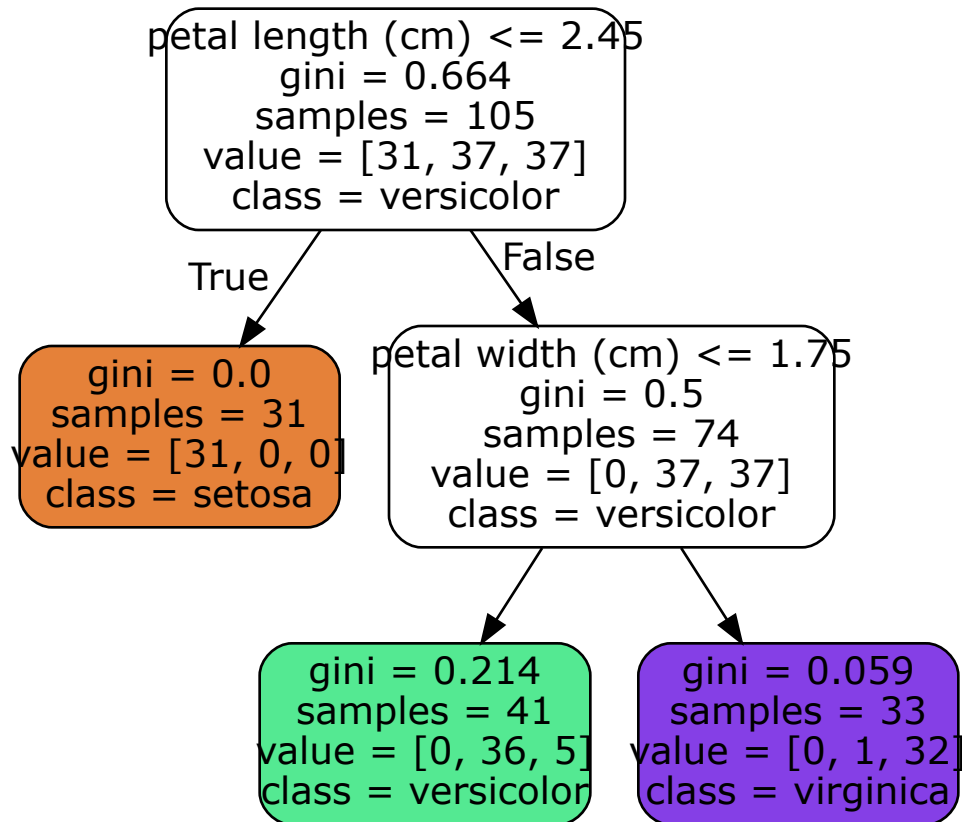 petal length (cm) <= 2.45
gini = 0.664
samples = 105
value = [31, 37, 37]
class = versicolor
True
False
gini = 0.0
samples = 31
value = [31, 0, 0]
class = setosa
petal width (cm) <= 1.75
gini = 0.5
samples = 74
value = [0, 37, 37]
class = versicolor
gini = 0.214
samples = 41
value = [0, 36, 5]
class = versicolor
gini = 0.059
samples = 33
value = [0, 1, 32]
class = virginica